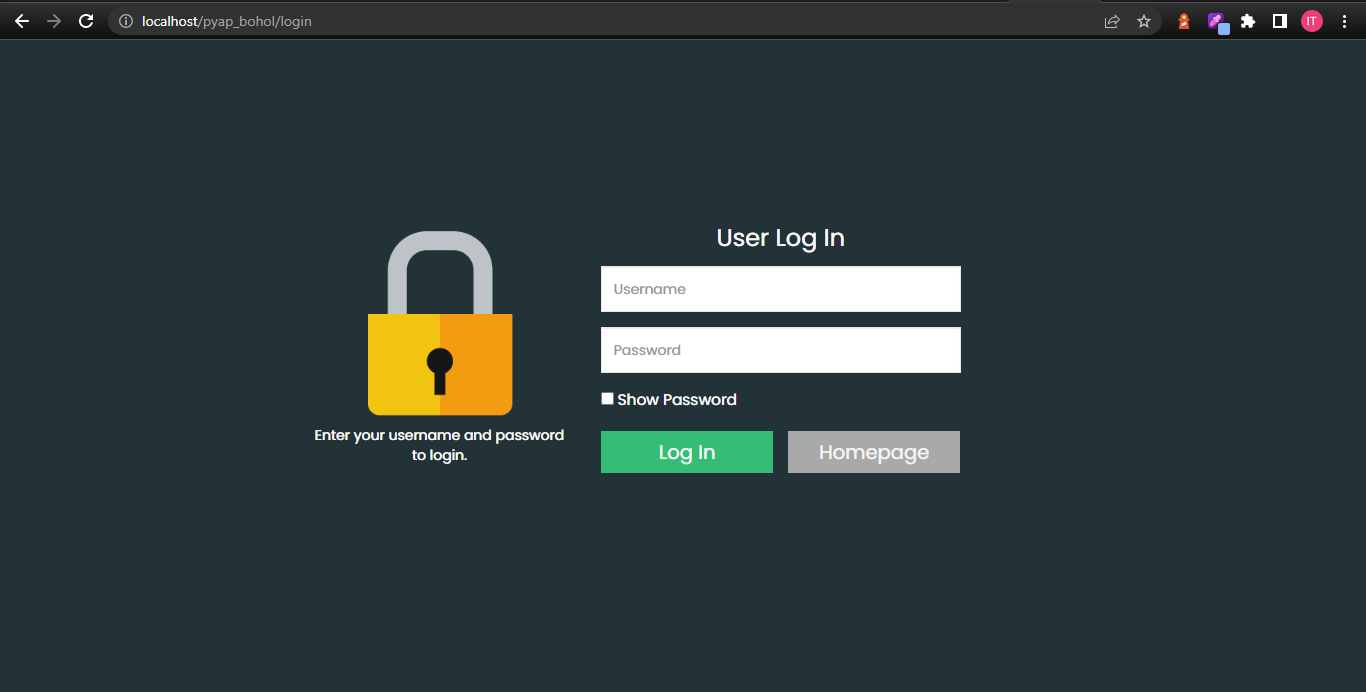 localhost/pyap_bohol/login
IT
User Log In
Username
Password
Show Password
Enter your username and password
to login.
Log In
Homepage